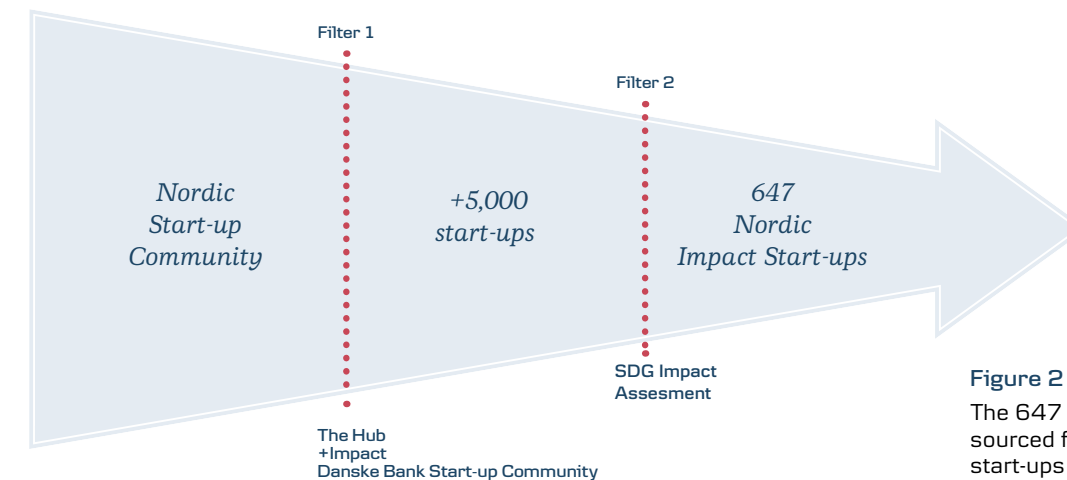 Filter 1
Filter 2
Nordic
Start-up
Community
+5,000
start-ups
647
Nordic
Impact Start-ups
SDG Impact
Assesment
The Hub
+Impact
Danske Bank Start-up Community
Figure 2
The 647
sourced
start-ups